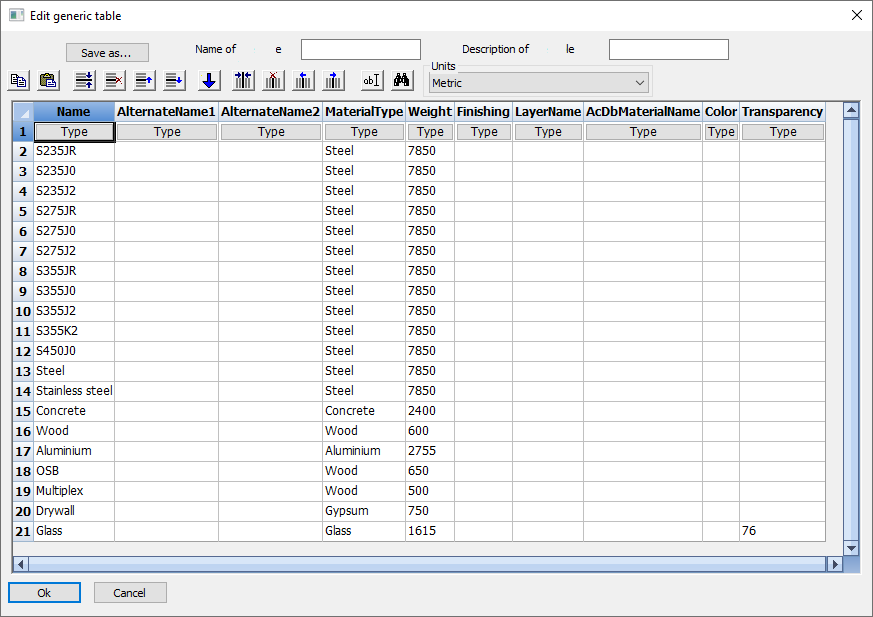 Edit generic table
Save as...
Name of e
Description of le
Units
Metric
ab
Name AlternateName1 AlternateName2 MaterialType Weight Finishing LayerName AcDbMaterialName Color Transparency
1 Type Type Type Type Type Type Type Type Type Type
2 S235JR Steel 7850
3 S235J0 Steel 7850
4 S235J2 Steel 7850
5 S275JR Steel 7850
6 S275J0 Steel 7850
7 S275J2 Steel 7850
8 S355JR Steel 7850
9 S355J0 Steel 7850
10 S355J2 Steel 7850
11 S355K2 Steel 7850
12 S450J0 Steel 7850
13 Steel Steel 7850
14 Stainless steel Steel 7850
15 Concrete Concrete 2400
16 Wood Wood 600
17 Aluminium Aluminium 2755
18 OSB Wood 650
19 Multiplex Wood 500
20 Drywall Gypsum 750
21 Glass Glass 1615 76
Ok Cancel